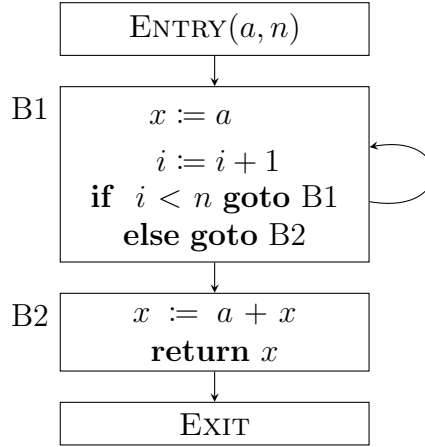 ENTRY(a, n)
B1
x := a
i := i + 1
if i < n goto B1
else goto B2
B2
x := a + x
return x
EXIT